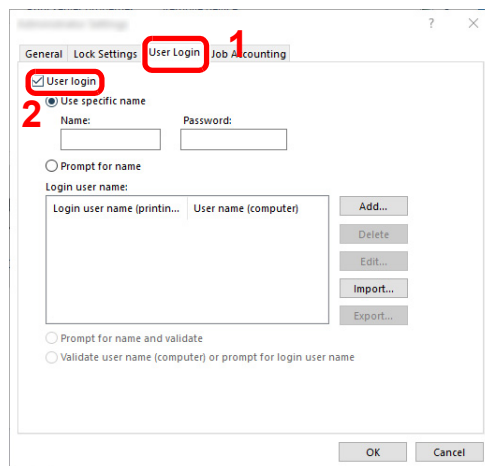 ?
General Lock Settings User Login Job Accounting
1
User login
2
Use specific name
Name: Password:
Prompt for name
Login user name:
Login user name (printin... User name (computer)
Add...
Delete
Edit...
Import...
Export...
Prompt for name and validate
Validate user name (computer) or prompt for login user name
OK Cancel